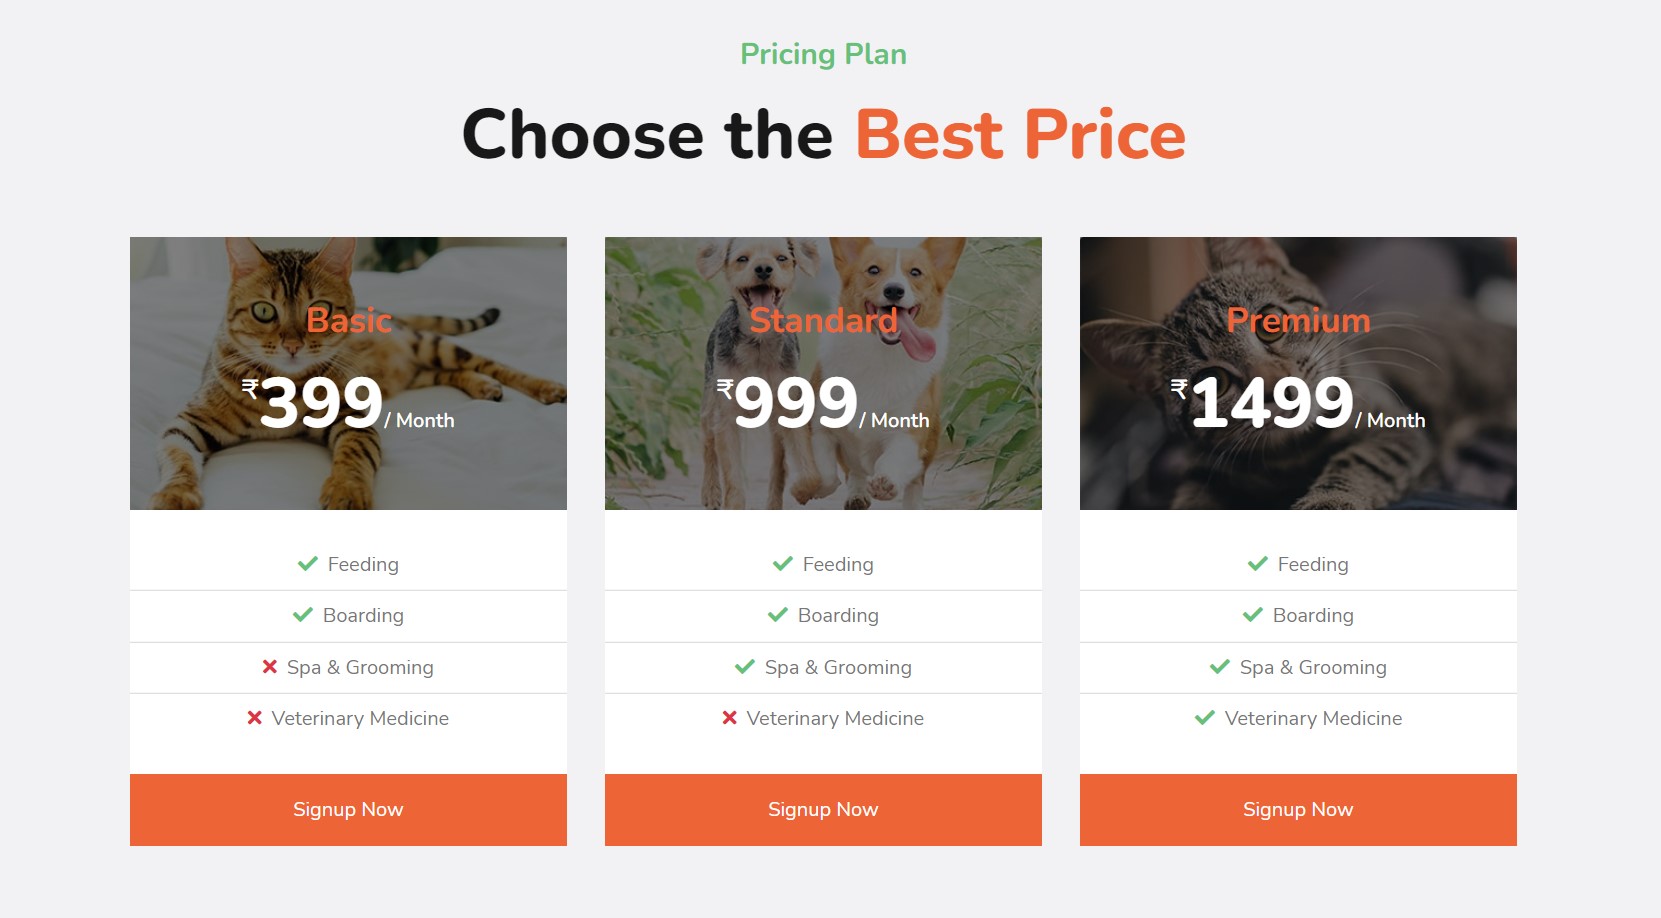 Pricing Plan
Choose the Best Price
Basic
₹399/ Month
Feeding
Boarding
Spa & Grooming
Veterinary Medicine
Signup Now
Standard
₹999/ Month
Feeding
Boarding
Spa & Grooming
Veterinary Medicine
Signup Now
Premium
₹1499/ Month
Feeding
Boarding
Spa & Grooming
Veterinary Medicine
Signup Now